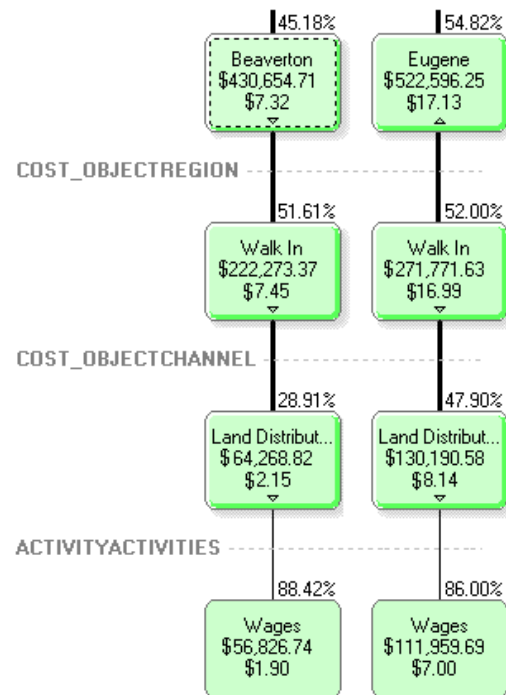 45.18% 54.82%
Beaverton Eugene
$430,654.71 $522,596.25
$7.32 $17.13
COST_OBJECTREGION
51.61% 52.00%
Walk In Walk In
$222,273.37 $271,771.63
$7.45 $16.99
COST_OBJECTCHANNEL
28.91% 47.90%
Land Distribut... Land Distribut...
$64,268.82 $130,190.58
$2.15 $8.14
ACTIVITYACTIVITIES
88.42% 86.00%
Wages Wages
$56,826.74 $111,959.69
$1.90 $7.00